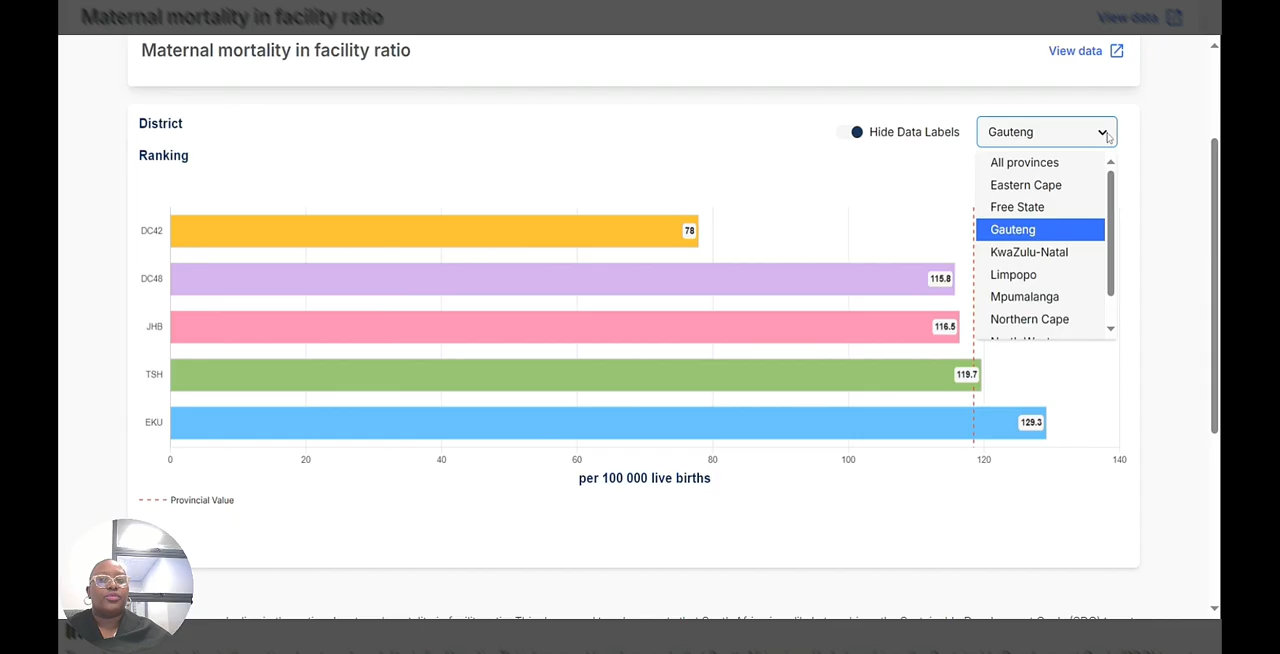 Maternal mortality in facility ratio
View data
Maternal mortality in facility ratio
View data
District
Hide Data Labels
Gauteng
Ranking
All provinces
Eastern Cape
Free State
Gauteng
KwaZulu-Natal
Limpopo
Mpumalanga
Northern Cape
DC42
78
DC48
115.8
JHB
116.5
TSH
119.7
EKU
129.3
0
20
40
60
80
100
120
140
per 100 000 live births
Provincial Value